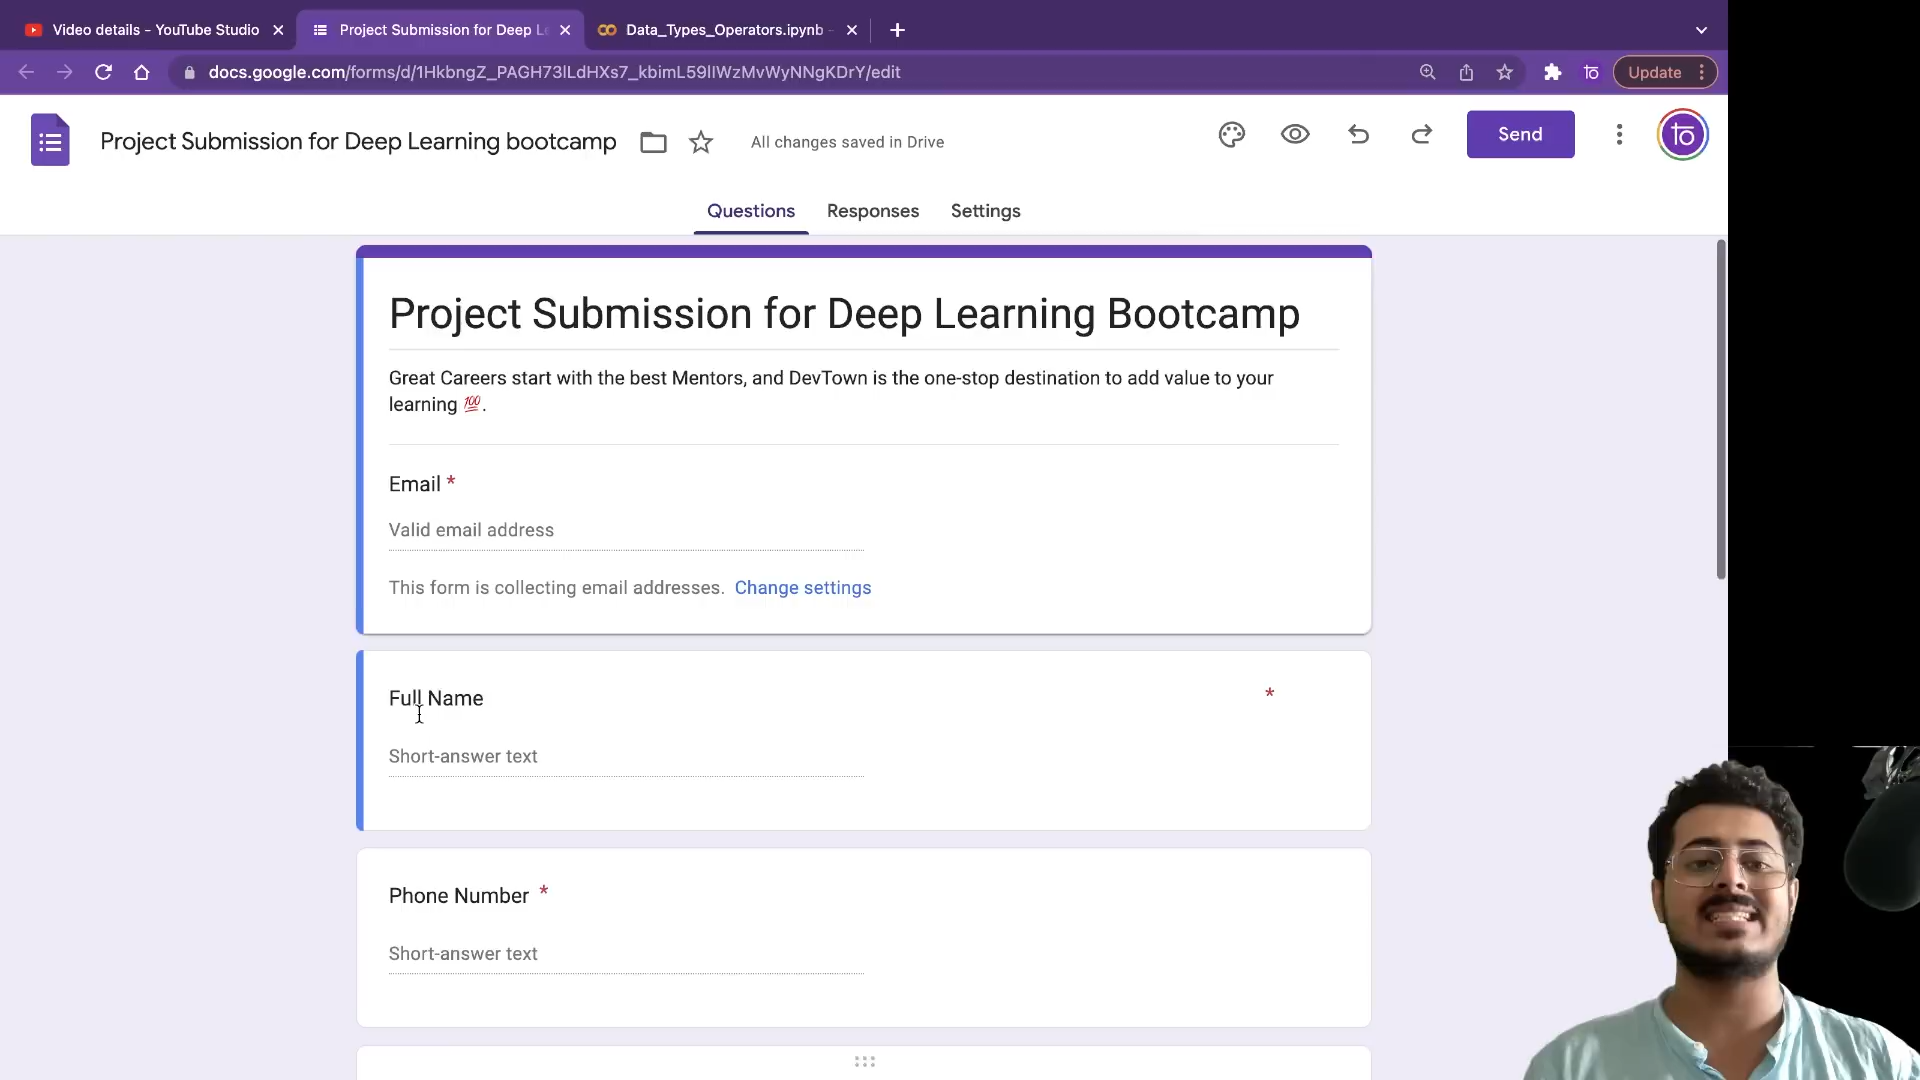 Video details - YouTube Studio
Project Submission for Deep L
Data_Types_Operators.ipynb -
docs.google.com/forms/d/1HkbngZ_PAGH73lLdHXs7_kbimL59IIWzMvWyNNgKDrY/edit
Update
Project Submission for Deep Learning bootcamp
All changes saved in Drive
Send
Questions
Responses
Settings
Project Submission for Deep Learning Bootcamp
Great Careers start with the best Mentors, and DevTown is the one-stop destination to add value to your
learning 💯.
Email *
Valid email address
This form is collecting email addresses. Change settings
Full Name *
Short-answer text
Phone Number *
Short-answer text